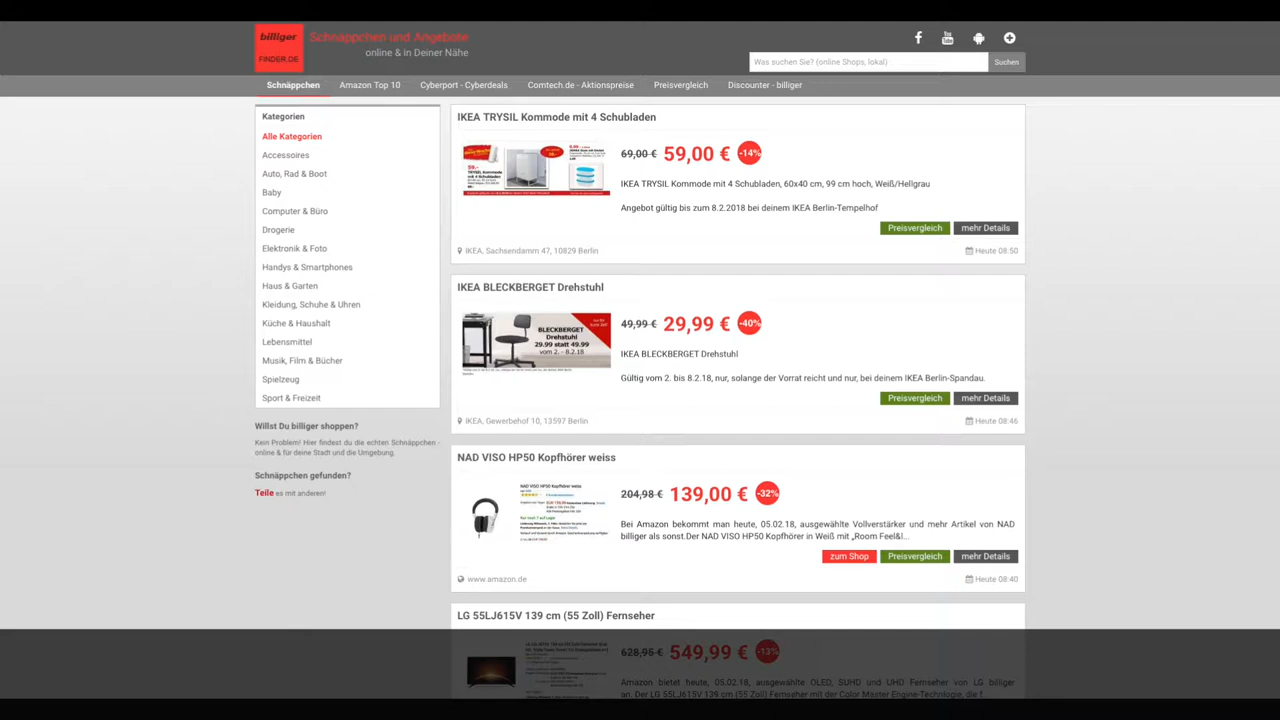 billiger
FINDER.DE
Schnäppchen und Angebote
online & in Deiner Nähe
Was suchen Sie? (online Shops, lokal)
Suchen
Schnäppchen
Amazon Top 10
Cyberport - Cyberdeals
Comtech.de - Aktionspreise
Preisvergleich
Discounter - billiger
Kategorien
Alle Kategorien
Accessoires
Auto, Rad & Boot
Baby
Computer & Büro
Drogerie
Elektronik & Foto
Handys & Smartphones
Haus & Garten
Kleidung, Schuhe & Uhren
Küche & Haushalt
Lebensmittel
Musik, Film & Bücher
Spielzeug
Sport & Freizeit
Willst Du billiger shoppen?
Kein Problem! Hier findest du die echten Schnäppchen -
online & für deine Stadt und die Umgebung.
Schnäppchen gefunden?
Teile es mit anderen!
IKEA TRYSIL Kommode mit 4 Schubladen
69,00 € 59,00 € -14%
IKEA TRYSIL Kommode mit 4 Schubladen, 60x40 cm, 99 cm hoch, Weiß/Hellgrau
Angebot gültig bis zum 8.2.2018 bei deinem IKEA Berlin-Tempelhof
Preisvergleich
mehr Details
IKEA, Sachsendamm 47, 10829 Berlin
Heute 08:50
IKEA BLECKBERGET Drehstuhl
BLECKBERGET
Drehstuhl
29.99 statt 49.99
vom 2. - 8.2.18
49,99 € 29,99 € -40%
IKEA BLECKBERGET Drehstuhl
Gültig vom 2. bis 8.2.18, nur, solange der Vorrat reicht und nur, bei deinem IKEA Berlin-Spandau.
Preisvergleich
mehr Details
IKEA, Gewerbehof 10, 13597 Berlin
Heute 08:46
NAD VISO HP50 Kopfhörer weiss
NAD VISO HP50 Kopfhörer weiss
204,98 € 139,00 € -32%
Bei Amazon bekommt man heute, 05.02.18, ausgewählte Vollverstärker und mehr Artikel von NAD
billiger als sonst.Der NAD VISO HP50 Kopfhörer in Weiß mit „Room Feel&l...
zum Shop
Preisvergleich
mehr Details
www.amazon.de
Heute 08:40
LG 55LJ615V 139 cm (55 Zoll) Fernseher
628,95 € 549,99 € -13%
Amazon bietet heute, 05.02.18, ausgewählte OLED, SUHD und UHD Fernseher von LG billiger
an. Der LG 55LJ615V 139 cm (55 Zoll) Fernseher mit der Color Master Engine-Technlogie, die f...